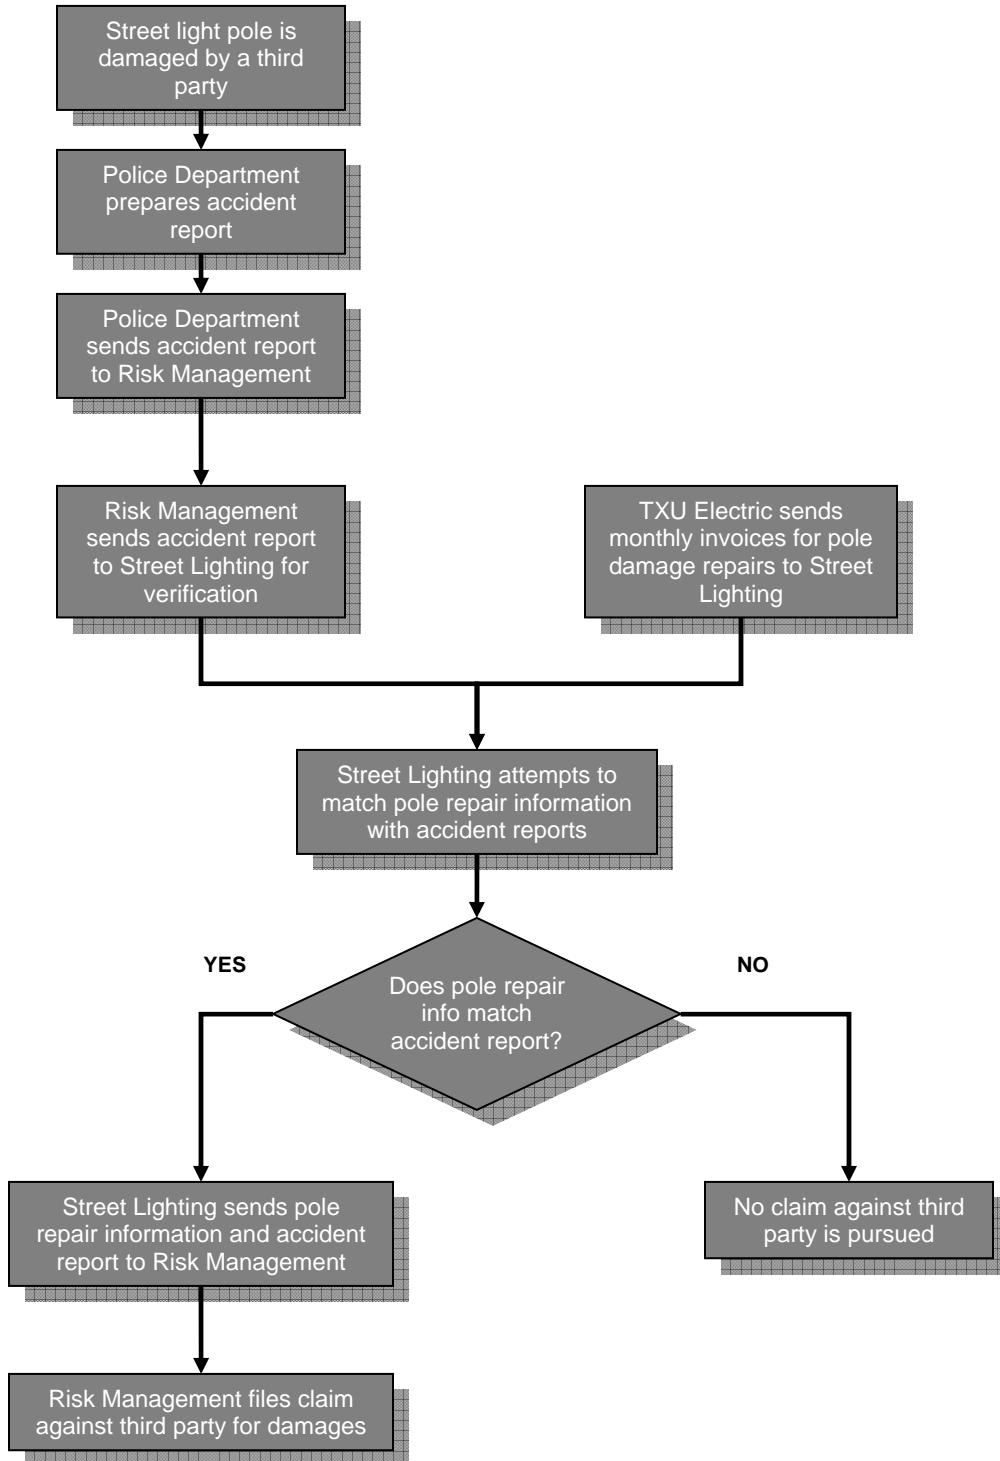 Street light pole is
damaged by a third
party
Police Department
prepares accident
report
Police Department
sends accident report
to Risk Management
Risk Management
sends accident report
to Street Lighting for
verification
TXU Electric sends
monthly invoices for pole
damage repairs to Street
Lighting
Street Lighting attempts to
match pole repair information
with accident reports
YES
NO
Does pole repair
info match
accident report?
Street Lighting sends pole
repair information and accident
report to Risk Management
No claim against third
party is pursued
Risk Management files claim
against third party for damages